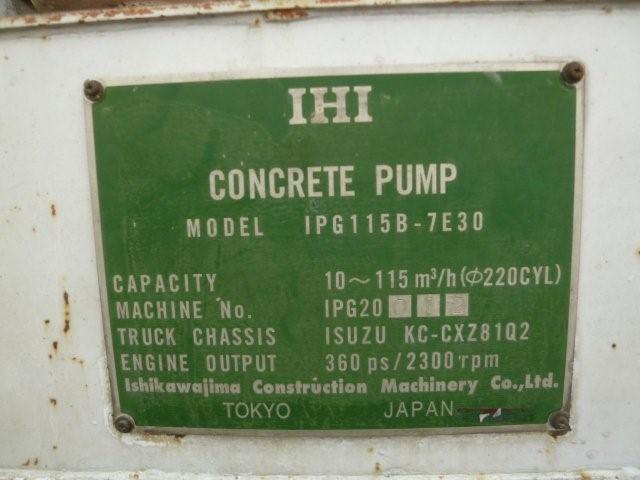 IHI
CONCRETE PUMP
MODEL IPG115B-7E30
CAPACITY 10~115 m³/h (Φ220CYL)
MACHINE No. IPG20
TRUCK CHASSIS ISUZU KC-CXZ81Q2
ENGINE OUTPUT 360 ps/2300 rpm
Ishikawajima Construction Machinery Co.,Ltd.
TOKYO JAPAN